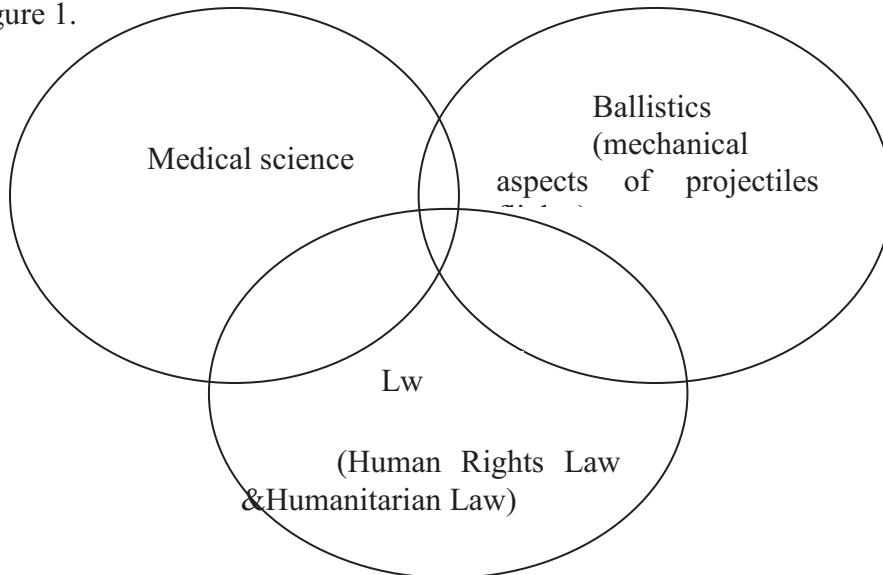 gure 1.
Medical science
Ballistics
(mechanical
aspects of projectiles
Lw
(Human Rights Law
&Humanitarian Law)